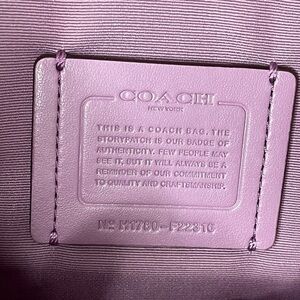 COACH
NEW YORK
THIS IS A COACH BAG. THE
STORYPATCH IS OUR BADGE OF
AUTHENTICITY. FEW PEOPLE MAY
SEE IT, BUT IT WILL ALWAYS BE A
REMINDER OF OUR COMMITMENT
TO QUALITY AND CRAFTSMANSHIP.
Nº